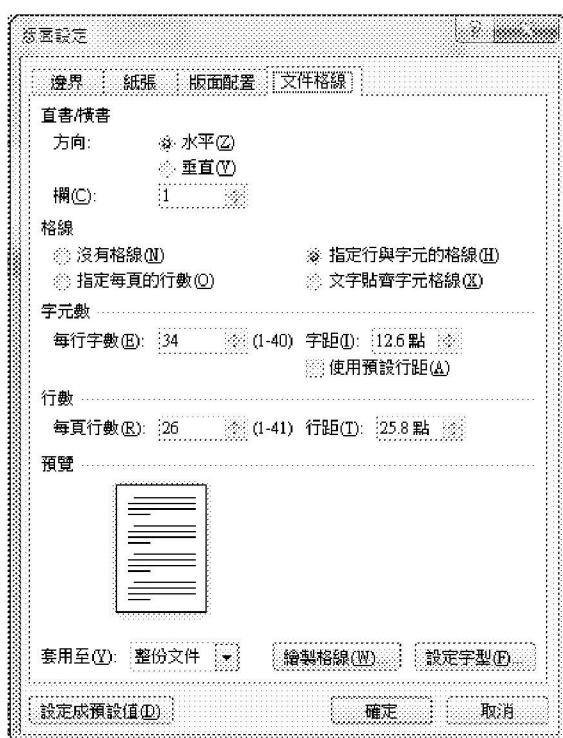 版面設定
邊界 紙張 版面配置 文件格線
直書/橫書
方向: 水平(Z)
垂直(V)
欄(C): 1
格線
沒有格線(N) 指定行與字元的格線(H)
指定每頁的行數(O) 文字貼齊字元格線(X)
字元數
每行字數(E): 34 (1-40) 字距(I): 12.6 點
使用預設行距(A)
行數
每頁行數(R): 26 (1-41) 行距(T): 25.8 點
預覽
套用至(Y): 整份文件 繪製格線(W)... 設定字型(F)...
設定成預設值(D) 確定 取消